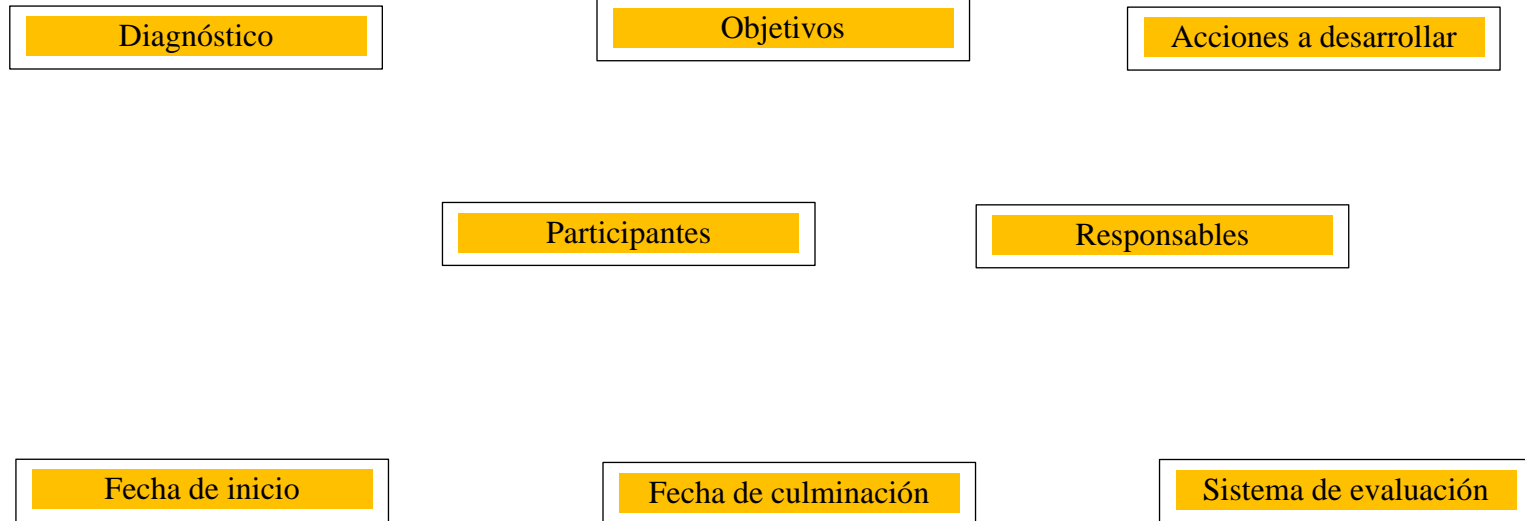 Diagnóstico
Objetivos
Acciones a desarrollar
Participantes
Responsables
Fecha de inicio
Fecha de culminación
Sistema de evaluación